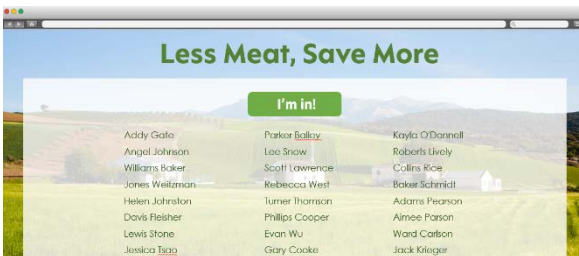 Less Meat, Save More
I'm in!
Addy Gate Parker Bailey Kayla O'Donnell
Angel Johnson Lee Snow Roberts Lively
Williams Baker Scott Lawrence Collins Rice
Jones Weitzman Rebecca West Baker Schmidt
Helen Johnston Turner Thomson Adams Pearson
Davis Fleisher Phillips Cooper Aimee Parson
Lewis Stone Evan Wu Ward Carlson
Jessica Tsao Gary Cooke Jack Krieger